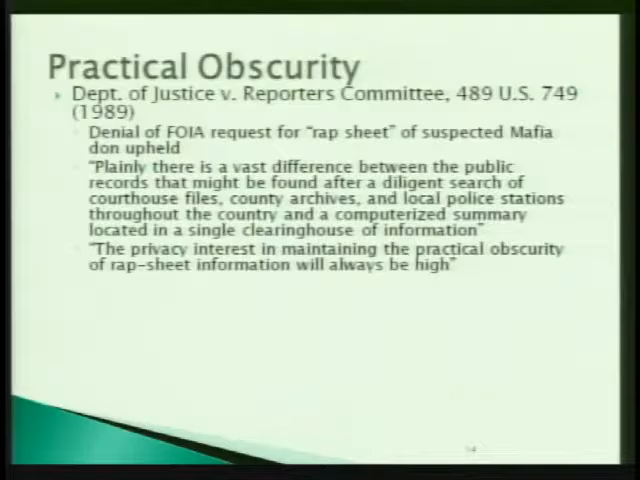 Practical Obscurity
Dept. of Justice v. Reporters Committee, 489 U.S. 749
(1989)
Denial of FOIA request for “rap sheet” of suspected Mafia
don upheld
“Plainly there is a vast difference between the public
records that might be found after a diligent search of
courthouse files, county archives, and local police stations
throughout the country and a computerized summary
located in a single clearinghouse of information”
“The privacy interest in maintaining the practical obscurity
of rap-sheet information will always be high”